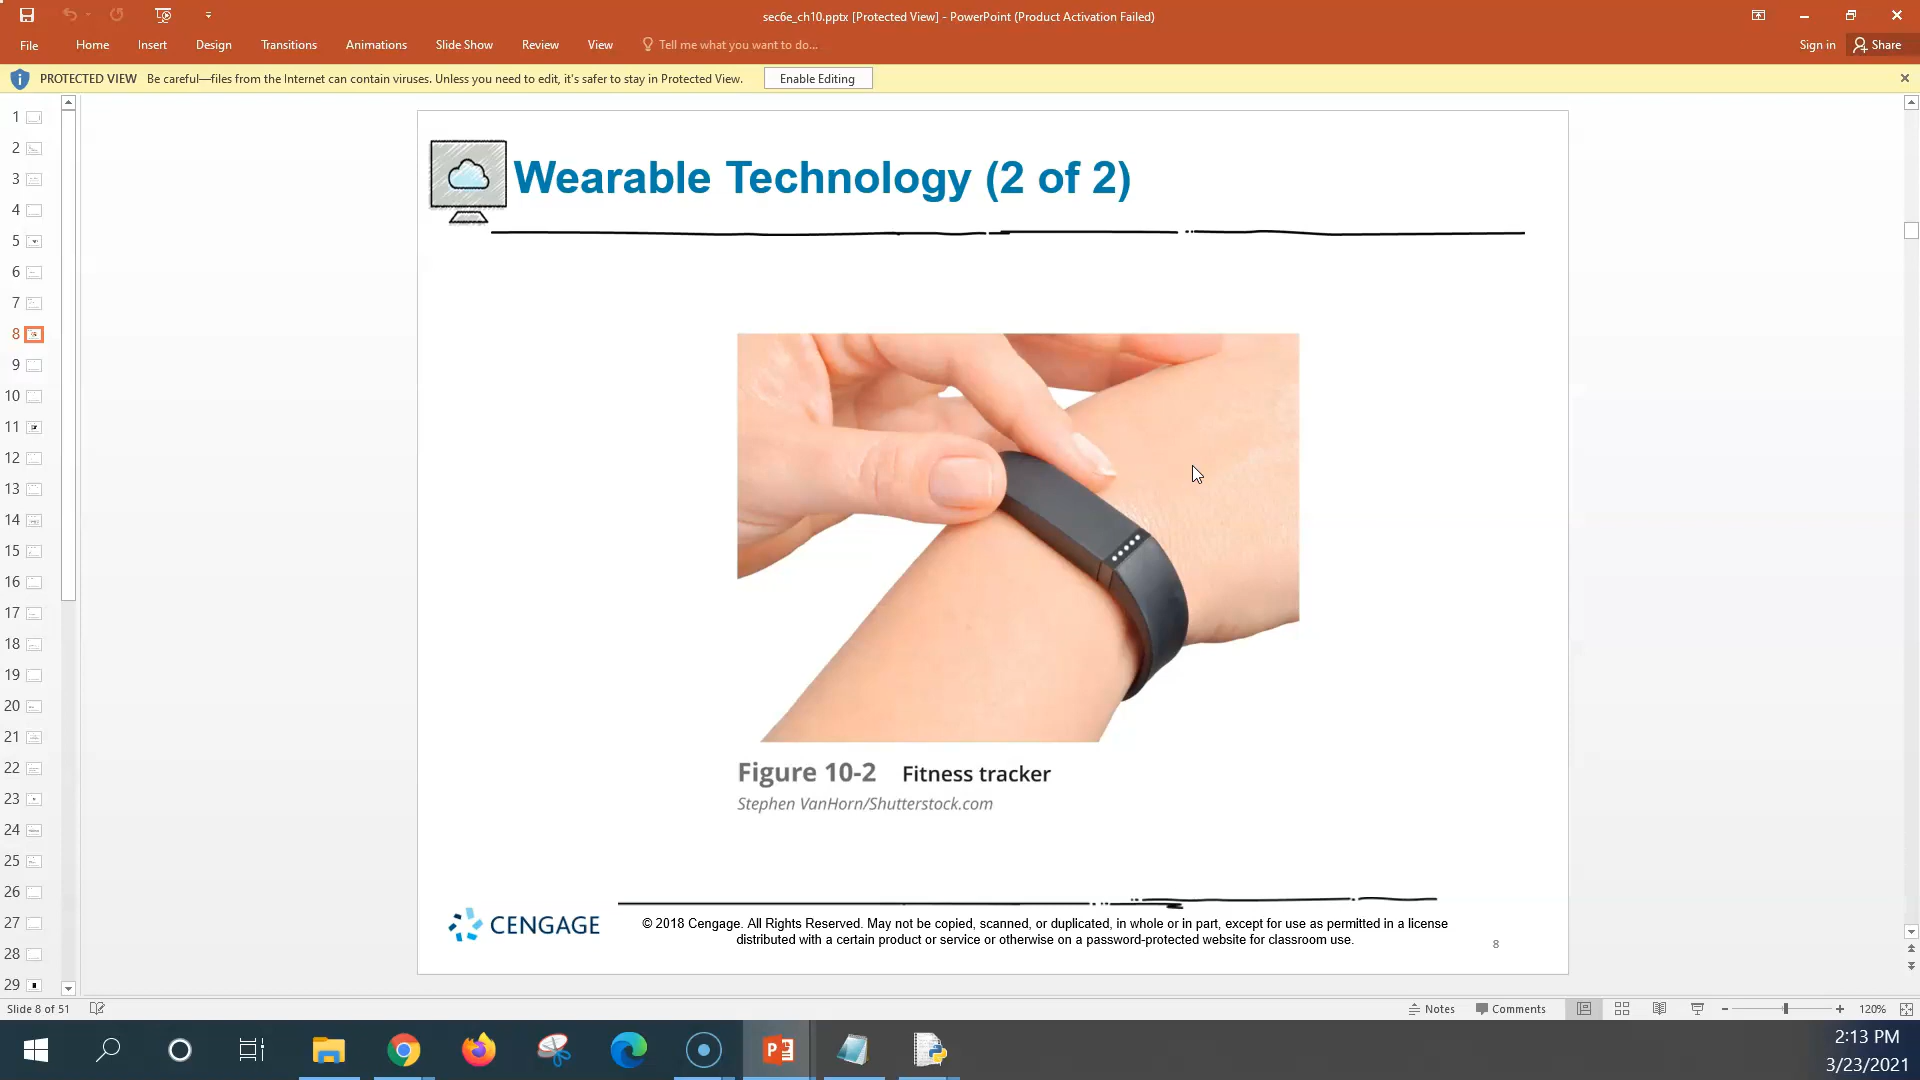 sec6e_ch10.pptx [Protected View] - PowerPoint (Product Activation Failed)
File Home Insert Design Transitions Animations Slide Show Review View Tell me what you want to do... Sign in Share
PROTECTED VIEW Be careful—files from the Internet can contain viruses. Unless you need to edit, it's safer to stay in Protected View. Enable Editing
1
2
3
4
5
6
7
8
9
10
11
12
13
14
15
16
17
18
19
20
21
22
23
24
25
26
27
28
29
Wearable Technology (2 of 2)
Figure 10-2 Fitness tracker
Stephen VanHorn/Shutterstock.com
CENGAGE
© 2018 Cengage. All Rights Reserved. May not be copied, scanned, or duplicated, in whole or in part, except for use as permitted in a license
distributed with a certain product or service or otherwise on a password-protected website for classroom use.
8
Slide 8 of 51 Notes Comments 120%
2:13 PM
3/23/2021